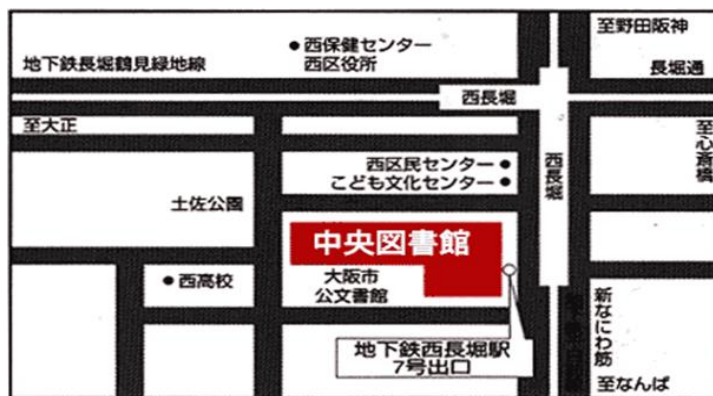 至野田阪神
西保健センター
西区役所
地下鉄長堀鶴見緑地線
長堀通
西長堀
至大正
至心斎橋
西区民センター
こども文化センター
西長堀
土佐公園
中央図書館
大阪市
公文書館
西高校
新なにわ筋
地下鉄西長堀駅
7号出口
至なんば